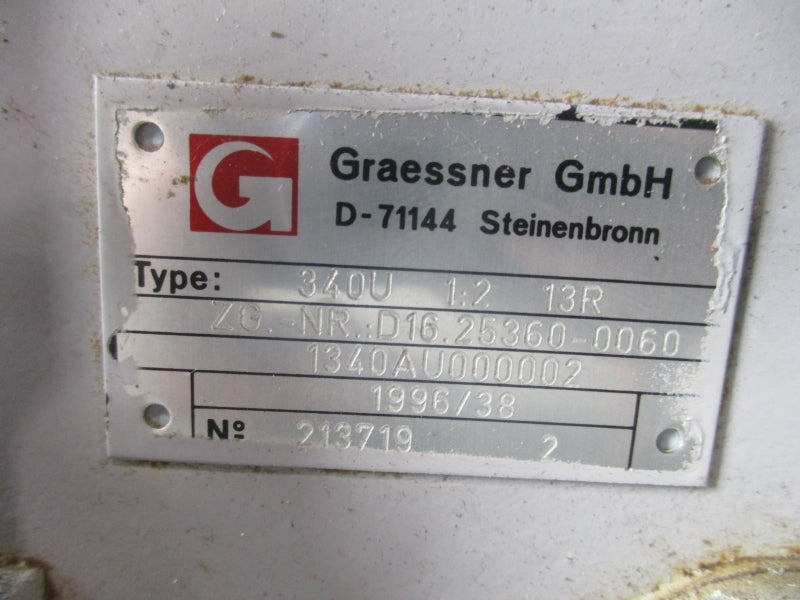 G
Graessner GmbH
D-71144 Steinenbronn
Type: 340U 1:2 13R
ZG.-NR.:D16.25360-0060
1340AU000002
1996/38
Nº 213719 2